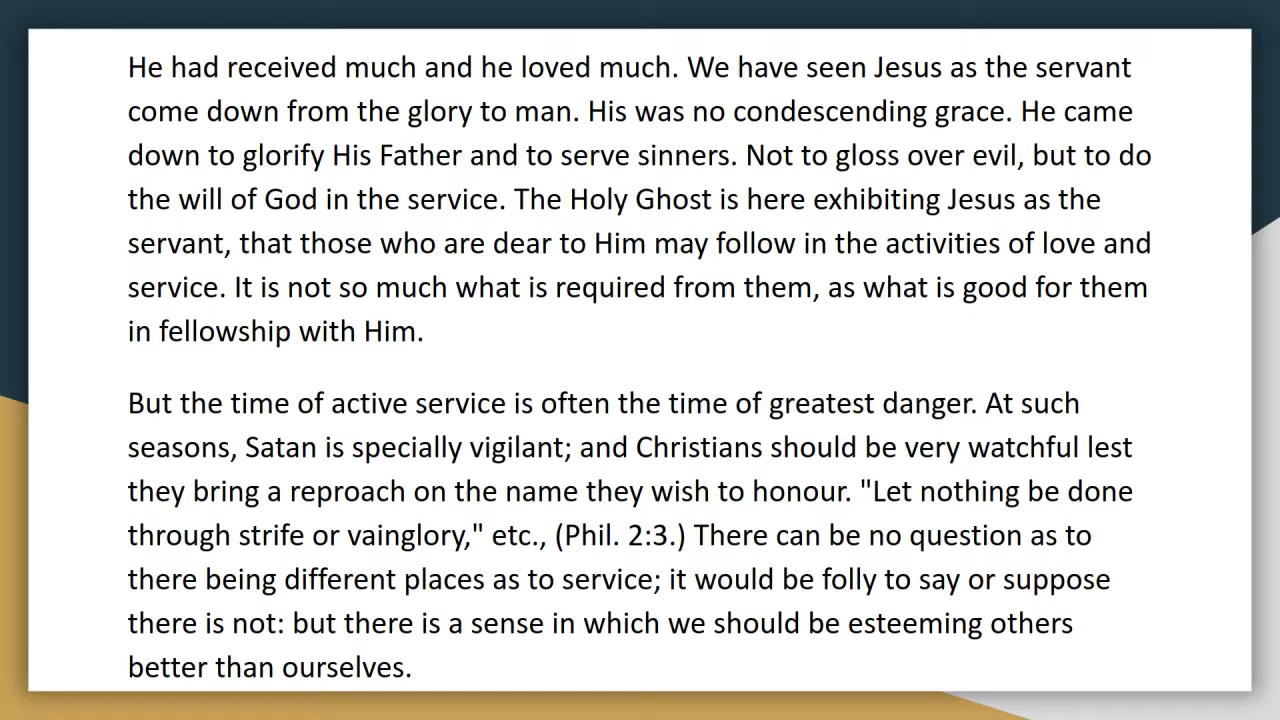 He had received much and he loved much. We have seen Jesus as the servant
come down from the glory to man. His was no condescending grace. He came
down to glorify His Father and to serve sinners. Not to gloss over evil, but to do
the will of God in the service. The Holy Ghost is here exhibiting Jesus as the
servant, that those who are dear to Him may follow in the activities of love and
service. It is not so much what is required from them, as what is good for them
in fellowship with Him.
But the time of active service is often the time of greatest danger. At such
seasons, Satan is specially vigilant; and Christians should be very watchful lest
they bring a reproach on the name they wish to honour. "Let nothing be done
through strife or vainglory," etc., (Phil. 2:3.) There can be no question as to
there being different places as to service; it would be folly to say or suppose
there is not: but there is a sense in which we should be esteeming others
better than ourselves.